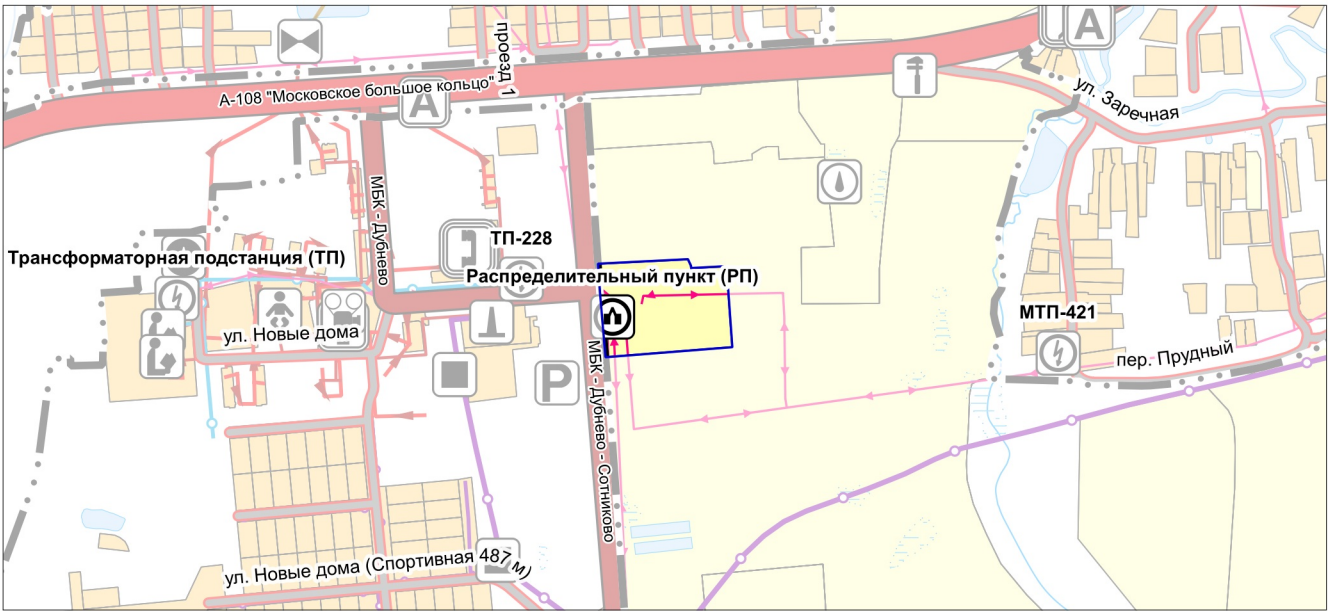 проезд 1
А-108 "Московское большое кольцо"
А
А
ул. Заречная
МБК - Дубнево
ТП-228
Трансформаторная подстанция (ТП)
Распределительный пункт (РП)
МТП-421
ул. Новые дома
пер. Прудный
Р
МБК - Дубнево - Сотниково
ул. Новые дома (Спортивная 487 м)